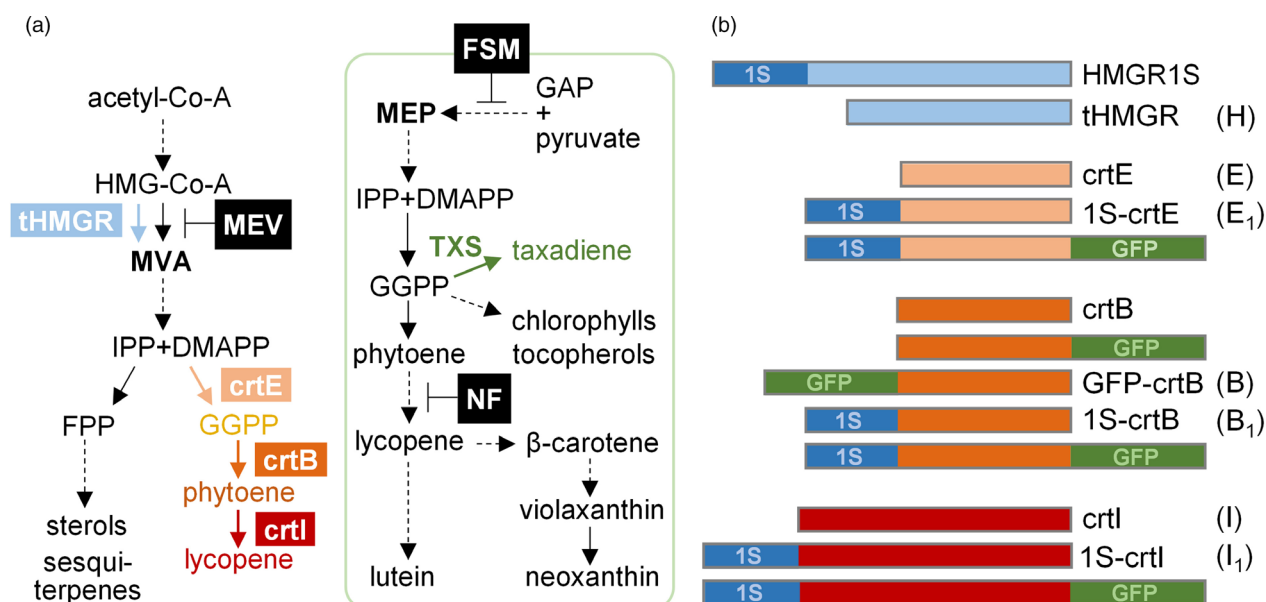 (a)
acetyl-Co-A
HMG-Co-A
tHMGR
MEV
MVA
IPP+DMAPP
crtE
FPP
GGPP
crtB
phytoene
crtI
sterols
lycopene
sesqui-
terpenes
FSM
GAP
MEP
+
pyruvate
IPP+DMAPP
TXS
taxadiene
GGPP
chlorophylls
tocopherols
phytoene
NF
lycopene
β-carotene
violaxanthin
lutein
neoxanthin
(b)
1S HMGR1S
tHMGR (H)
crtE (E)
1S 1S-crtE (E1)
1S GFP
crtB
GFP
GFP GFP-crtB (B)
1S 1S-crtB (B1)
1S GFP
crtI (I)
1S 1S-crtI (I1)
1S GFP